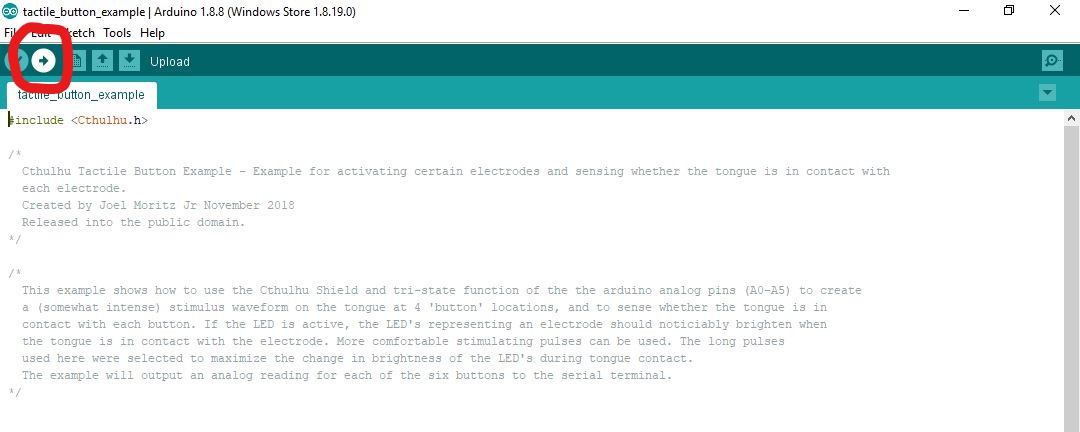 tactile_button_example | Arduino 1.8.8 (Windows Store 1.8.19.0)
Edit Sketch Tools Help
Upload
tactile_button_example
#include <Cthulhu.h>
/*
Cthulhu Tactile Button Example - Example for activating certain electrodes and sensing whether the tongue is in contact with
each electrode.
Created by Joel Moritz Jr November 2018
Released into the public domain.
*/
/*
This example shows how to use the Cthulhu Shield and tri-state function of the the arduino analog pins (A0-A5) to create
a (somewhat intense) stimulus waveform on the tongue at 4 'button' locations, and to sense whether the tongue is in
contact with each button. If the LED is active, the LED's representing an electrode should noticiably brighten when
the tongue is in contact with the electrode. More comfortable stimulating pulses can be used. The long pulses
used here were selected to maximize the change in brightness of the LED's during tongue contact.
The example will output an analog reading for each of the six buttons to the serial terminal.
*/